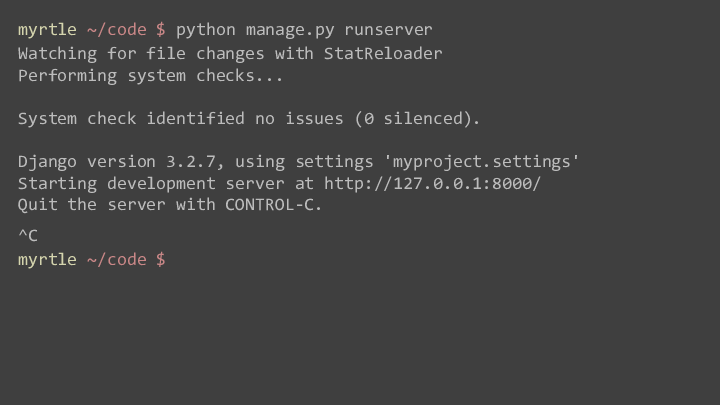 myrtle ~/code $ python manage.py runserver
Watching for file changes with StatReloader
Performing system checks...
System check identified no issues (0 silenced).
Django version 3.2.7, using settings 'myproject.settings'
Starting development server at http://127.0.0.1:8000/
Quit the server with CONTROL-C.
^C
myrtle ~/code $